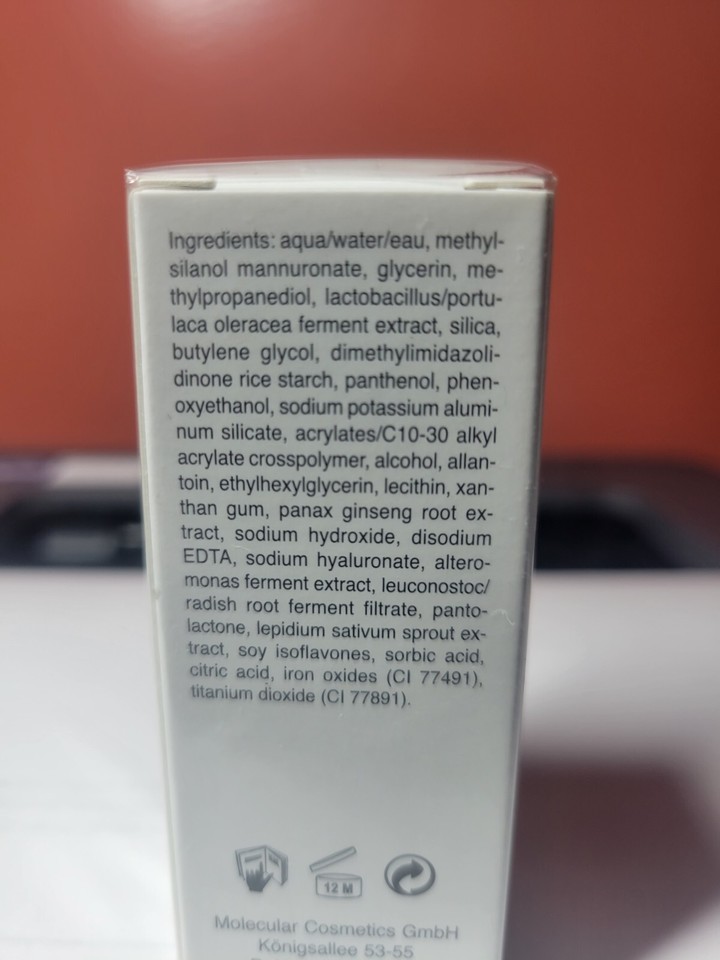 Ingredients: aqua/water/eau, methyl-
silanol mannuronate, glycerin, me-
thylpropanediol, lactobacillus/portu-
laca oleracea ferment extract, silica,
butylene glycol, dimethylimidazoli-
dinone rice starch, panthenol, phen-
oxyethanol, sodium potassium alumi-
num silicate, acrylates/C10-30 alkyl
acrylate crosspolymer, alcohol, allan-
toin, ethylhexylglycerin, lecithin, xan-
than gum, panax ginseng root ex-
tract, sodium hydroxide, disodium
EDTA, sodium hyaluronate, altero-
monas ferment extract, leuconostoc/
radish root ferment filtrate, panto-
lactone, lepidium sativum sprout ex-
tract, soy isoflavones, sorbic acid,
citric acid, iron oxides (CI 77491),
titanium dioxide (CI 77891).
12 M
Molecular Cosmetics GmbH
Königsallee 53-55